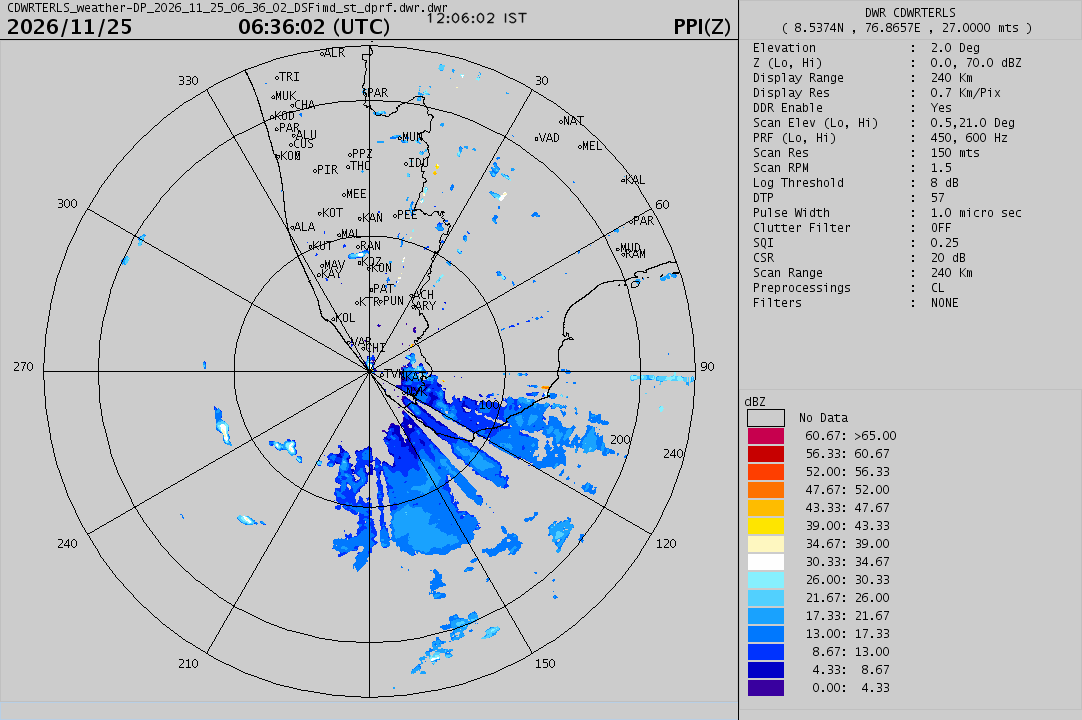 CDWRTERLS_weather-DP_2026_11_25_06_36_02_DSFimd_st_dprf.dwr.dwr
2026/11/25 06:36:02 (UTC) 12:06:02 IST PPI(Z)
DWR CDWRTERLS
( 8.5374N , 76.8657E , 27.0000 mts )
Elevation : 2.0 Deg
Z (Lo, Hi) : 0.0, 70.0 dBZ
Display Range : 240 Km
Display Res : 0.7 Km/Pix
DDR Enable : Yes
Scan Elev (Lo, Hi) : 0.5,21.0 Deg
PRF (Lo, Hi) : 450, 600 Hz
Scan Res : 150 mts
Scan RPM : 1.5
Log Threshold : 8 dB
DTP : 57
Pulse Width : 1.0 micro sec
Clutter Filter : OFF
SQI : 0.25
CSR : 20 dB
Scan Range : 240 Km
Preprocessings : CL
Filters : NONE
dBZ
No Data
60.67: >65.00
56.33: 60.67
52.00: 56.33
47.67: 52.00
43.33: 47.67
39.00: 43.33
34.67: 39.00
30.33: 34.67
26.00: 30.33
21.67: 26.00
17.33: 21.67
13.00: 17.33
8.67: 13.00
4.33: 8.67
0.00: 4.33
ALR
330 TRI 30
MUK PAR
CHA
KOD NAT
PAR
ALU MUN VAD
CUS MEL
PPZ
THO IDU
PIR
KAL
MEE
300 KOT PEE 60
KAN PAR
ALA MAL
KUT RAN MUD
RAM
MAV KOZ
KAY KON
PAT ACH
KTR PUN ARY
KOL
VAR
CHI
270 TVM 90
100
200
240
240 120
210 150